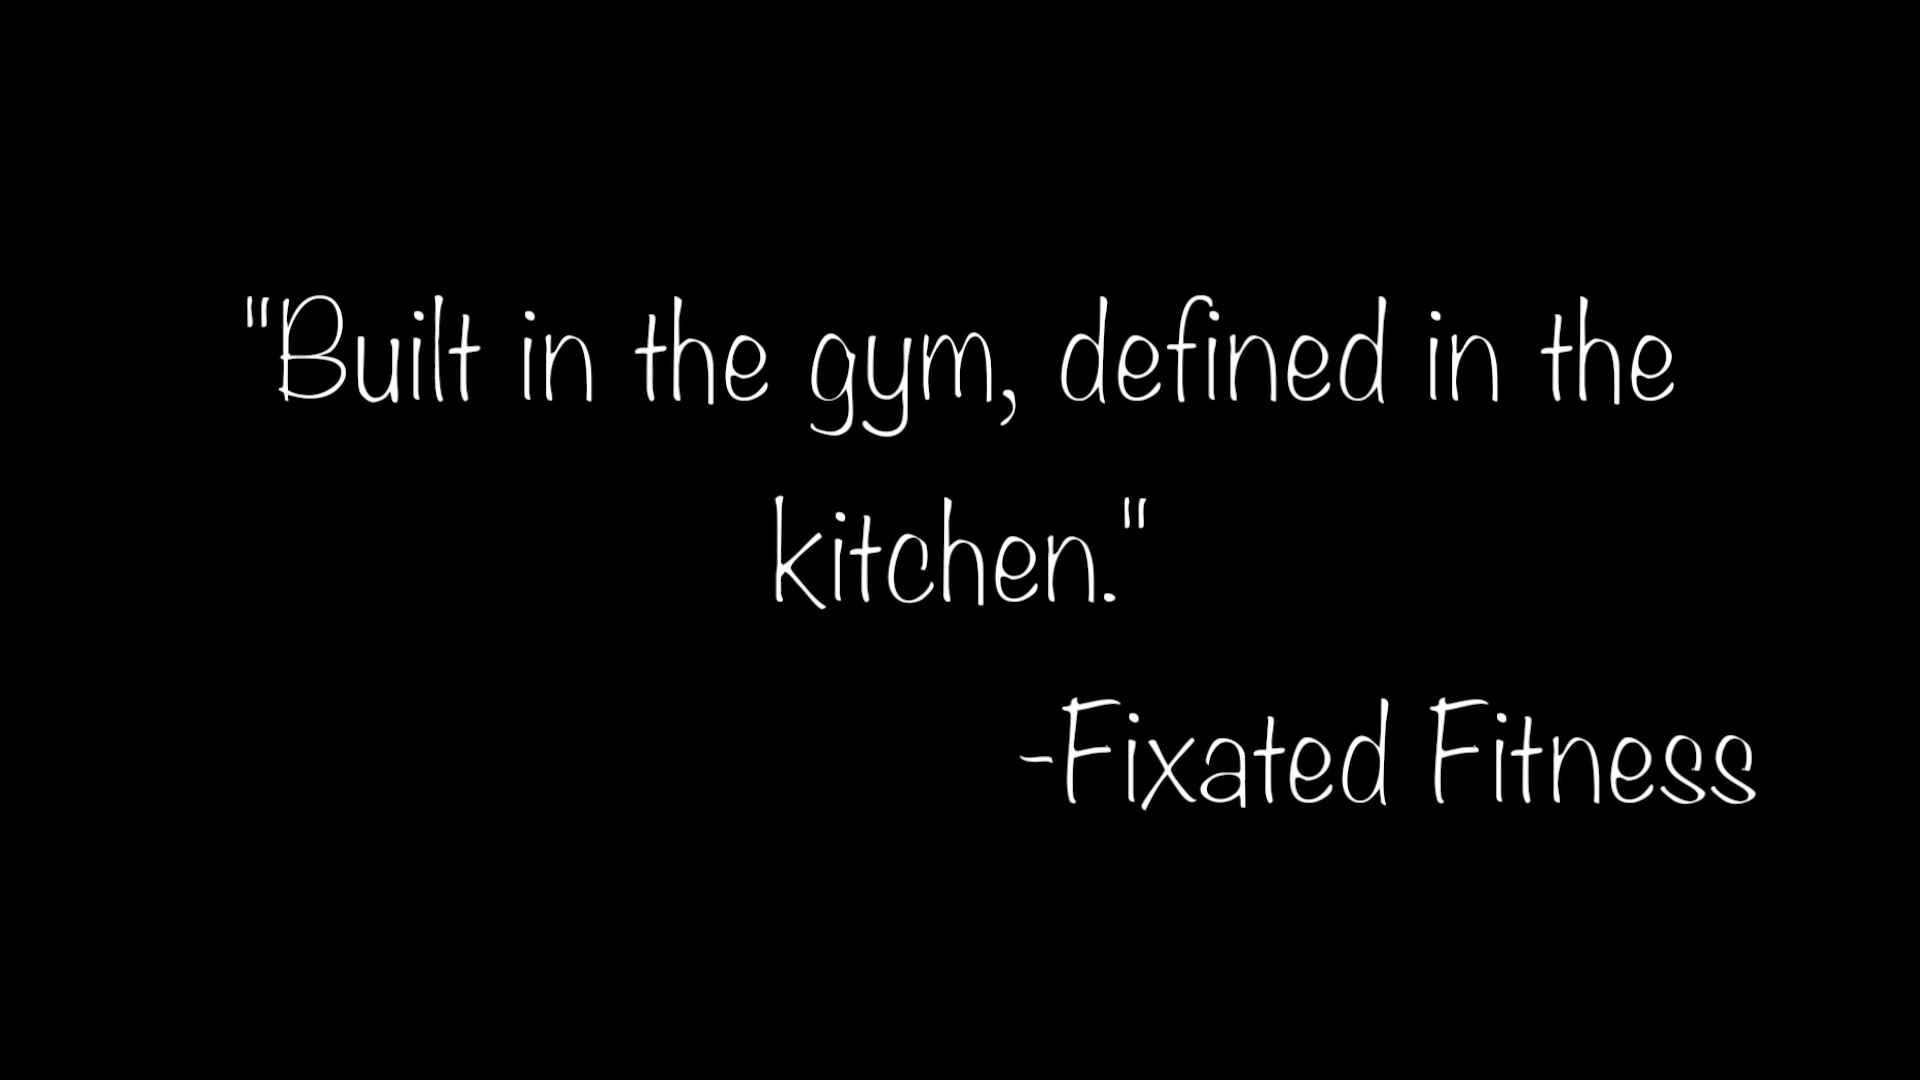 "Built in the gym, defined in the
kitchen."
-Fixated Fitness